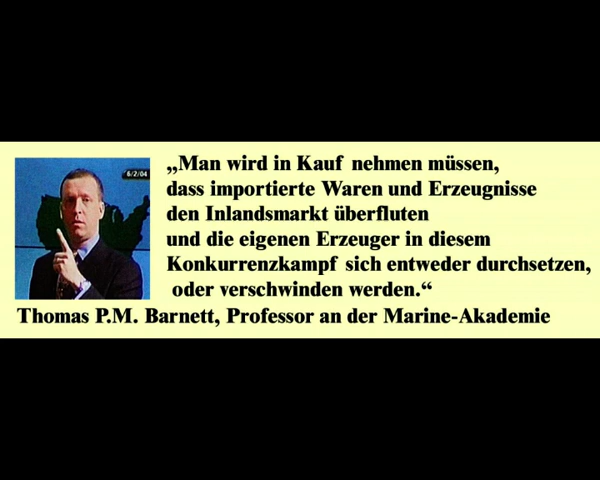 6/2/04
„Man wird in Kauf nehmen müssen,
dass importierte Waren und Erzeugnisse
den Inlandsmarkt überfluten
und die eigenen Erzeuger in diesem
Konkurrenzkampf sich entweder durchsetzen,
oder verschwinden werden.“
Thomas P.M. Barnett, Professor an der Marine-Akademie